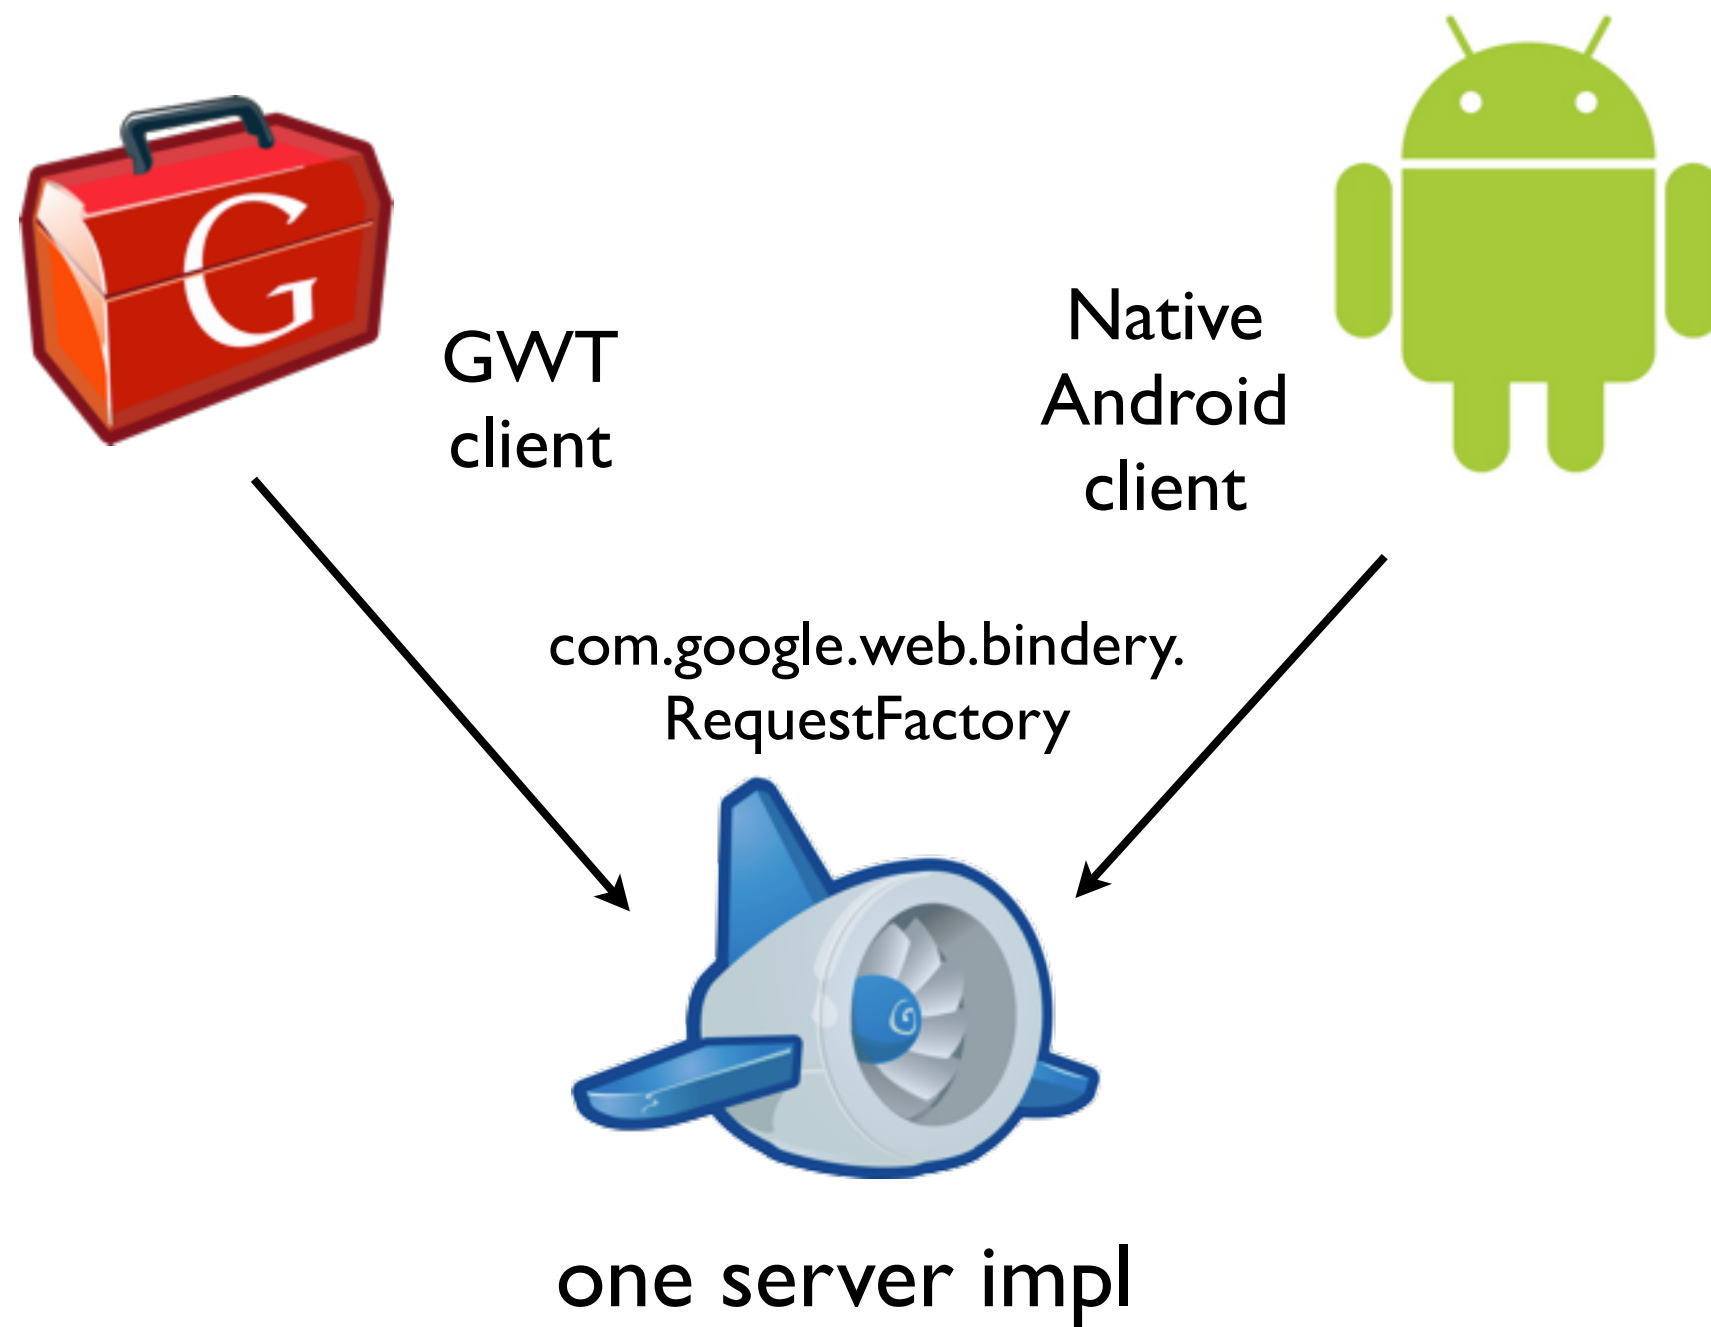 G
GWT
client
Native
Android
client
com.google.web.bindery.
RequestFactory
one server impl